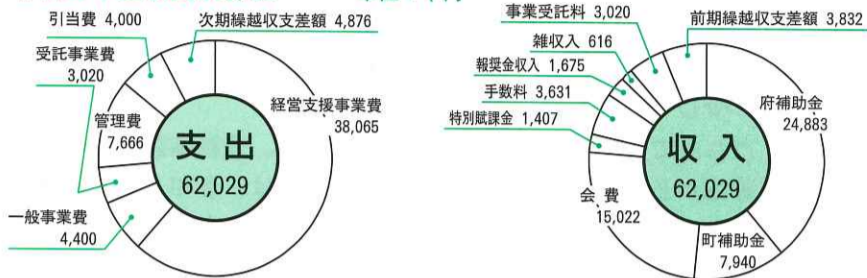 引当費 4,000
次期繰越収支差額 4,876
受託事業費
3,020
管理費
7,666
経営支援事業費
38,065
支出
62,029
一般事業費
4,400
事業受託料 3,020
前期繰越収支差額 3,832
雑収入 616
報奨金収入 1,675
手数料 3,631
特別賦課金 1,407
府補助金
24,883
収入
62,029
会費
15,022
町補助金
7,940